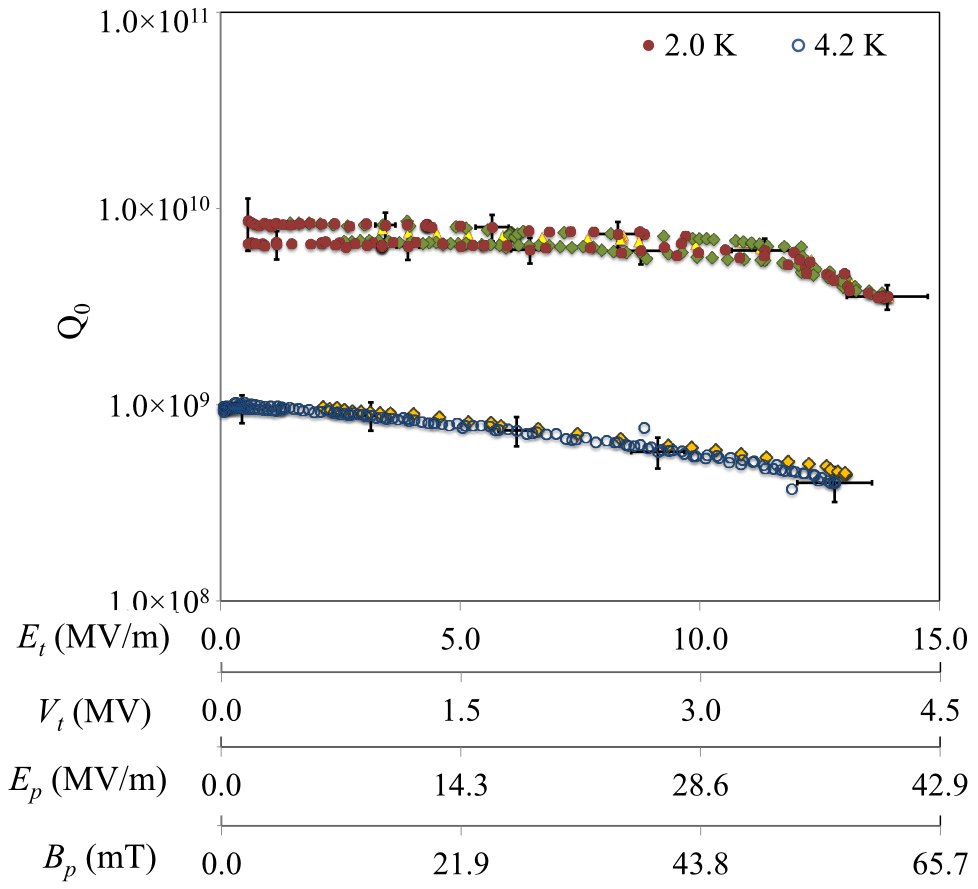 1.0×10¹¹
2.0 K 4.2 K
1.0×10¹⁰
Q₀
1.0×10⁹
1.0×10⁸
Eₜ (MV/m) 0.0 5.0 10.0 15.0
Vₜ (MV) 0.0 1.5 3.0 4.5
Eₚ (MV/m) 0.0 14.3 28.6 42.9
Bₚ (mT) 0.0 21.9 43.8 65.7